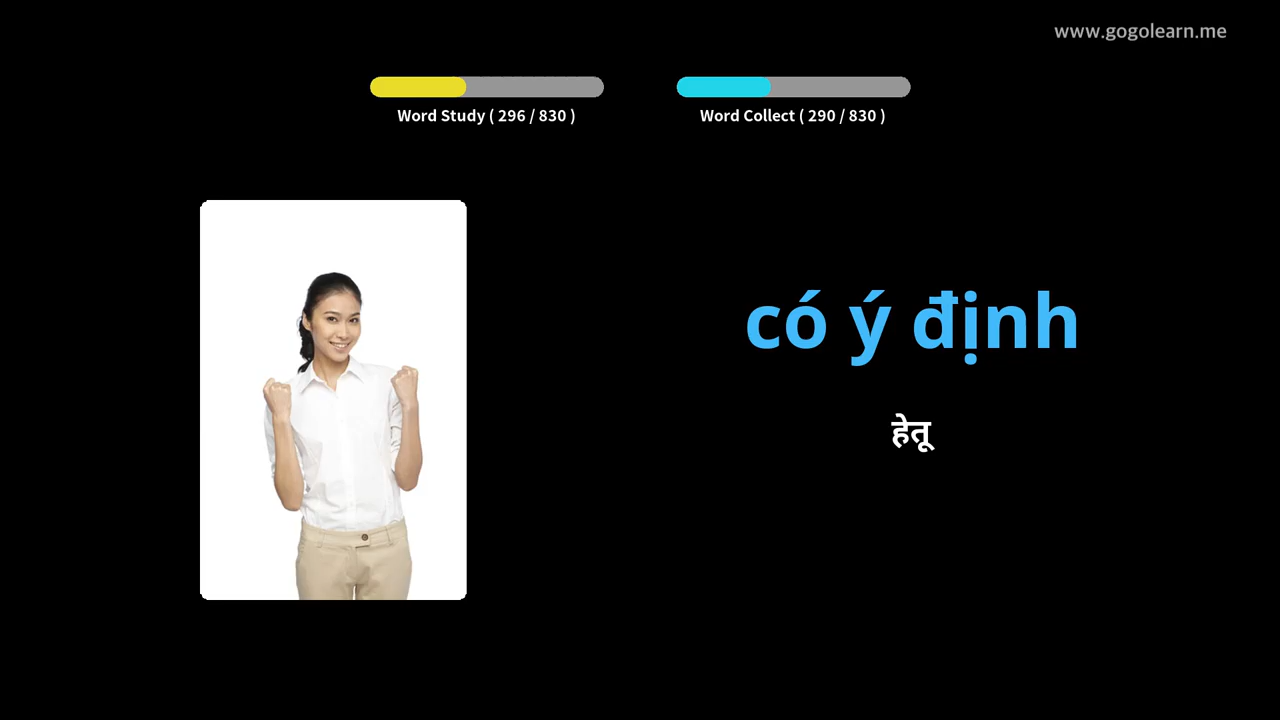 www.gogolearn.me
Word Study ( 296 / 830 )
Word Collect ( 290 / 830 )
có ý định
हेतू